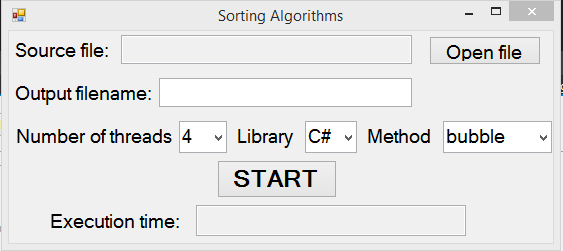 Sorting Algorithms
Source file: Open file
Output filename:
Number of threads 4 Library C# Method bubble
START
Execution time: